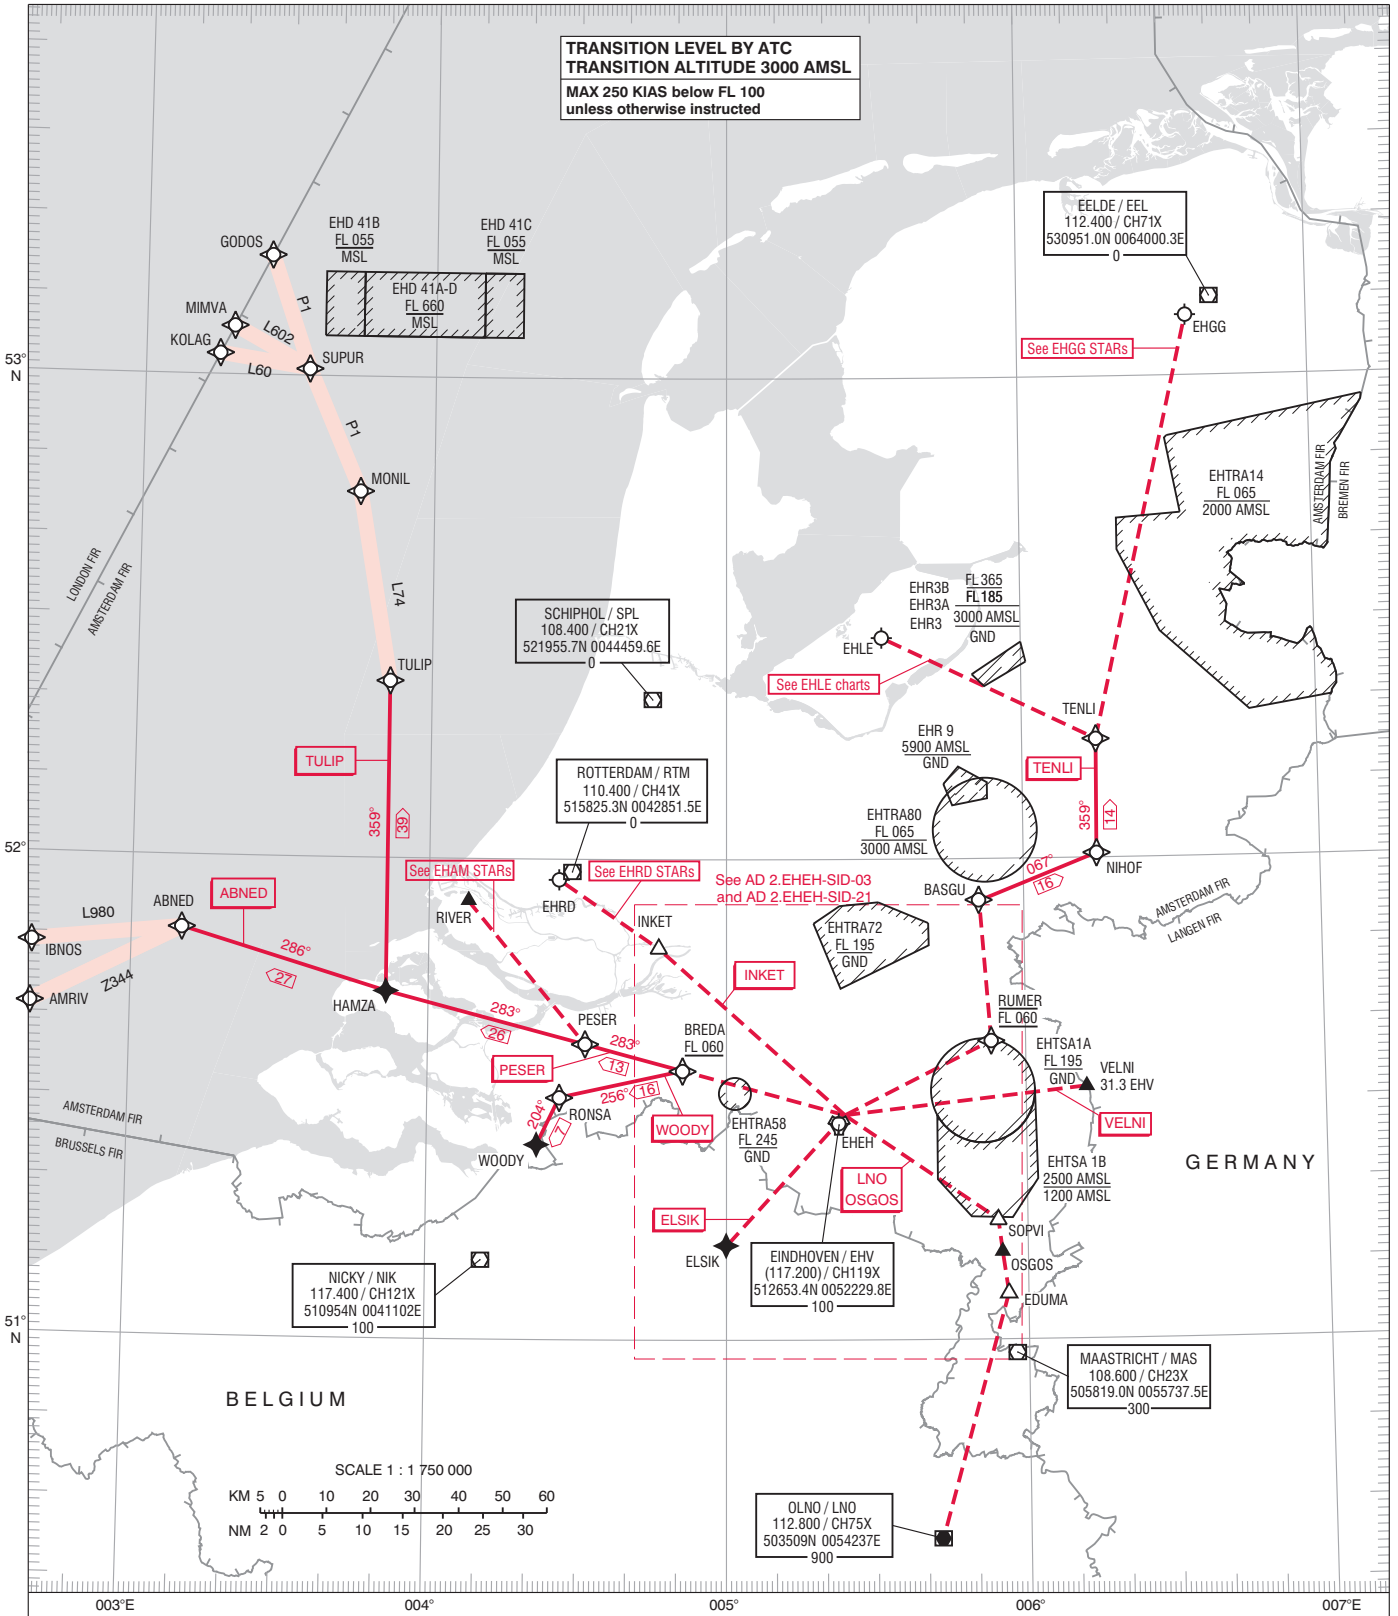 TRANSITION LEVEL BY ATC
TRANSITION ALTITUDE 3000 AMSL
MAX 250 KIAS below FL 100
unless otherwise instructed
EELDE / EEL
112.400 / CH71X
530951.0N 0064000.3E
0
EHD 41B
FL 055
MSL
EHD 41C
FL 055
MSL
GODOS
EHD 41A-D
FL 660
MSL
P1
MIMVA
L602
KOLAG
L60
SUPUR
EHGG
See EHGG STARs
53°
N
P1
MONIL
EHTRA14
FL 065
2000 AMSL
AMSTERDAM FIR
BREMEN FIR
LONDON FIR
AMSTERDAM FIR
L74
EHR3B
EHR3A
EHR3
FL 365
FL185
3000 AMSL
GND
SCHIPHOL / SPL
108.400 / CH21X
521955.7N 0044459.6E
0
EHLE
TULIP
See EHLE charts
TENLI
TULIP
EHR 9
5900 AMSL
GND
TENLI
ROTTERDAM / RTM
110.400 / CH41X
515825.3N 0042851.5E
0
359°
39
EHTRA80
FL 065
3000 AMSL
359°
14
52°
N
See EHAM STARs
See EHRD STARs
067°
16
NIHOF
See AD 2.EHEH-SID-03
and AD 2.EHEH-SID-21
BASGU
ABNED
ABNED
L980
RIVER
EHRD
INKET
AMSTERDAM FIR
LANGEN FIR
EHTRA72
FL 195
GND
IBNOS
286°
27
Z344
INKET
AMRIV
HAMZA
283°
26
PESER
RUMER
FL 060
BREDA
FL 060
283°
13
EHTSA1A
FL 195
GND
VELNI
31.3 EHV
PESER
256°
16
RONSA
204°
7
WOODY
WOODY
EHTRA58
FL 245
GND
EHEH
VELNI
AMSTERDAM FIR
BRUSSELS FIR
GERMANY
EHTSA 1B
2500 AMSL
1200 AMSL
LNO
OSGOS
ELSIK
SOPVI
ELSIK
OSGOS
EINDHOVEN / EHV
(117.200) / CH119X
512653.4N 0052229.8E
100
EDUMA
NICKY / NIK
117.400 / CH121X
510954N 0041102E
100
51°
N
MAASTRICHT / MAS
108.600 / CH23X
505819.0N 0055737.5E
300
BELGIUM
SCALE 1 : 1 750 000
KM 5 0 10 20 30 40 50 60
NM 2 0 5 10 15 20 25 30
OLNO / LNO
112.800 / CH75X
503509N 0054237E
900
003°E 004° 005° 006° 007°E